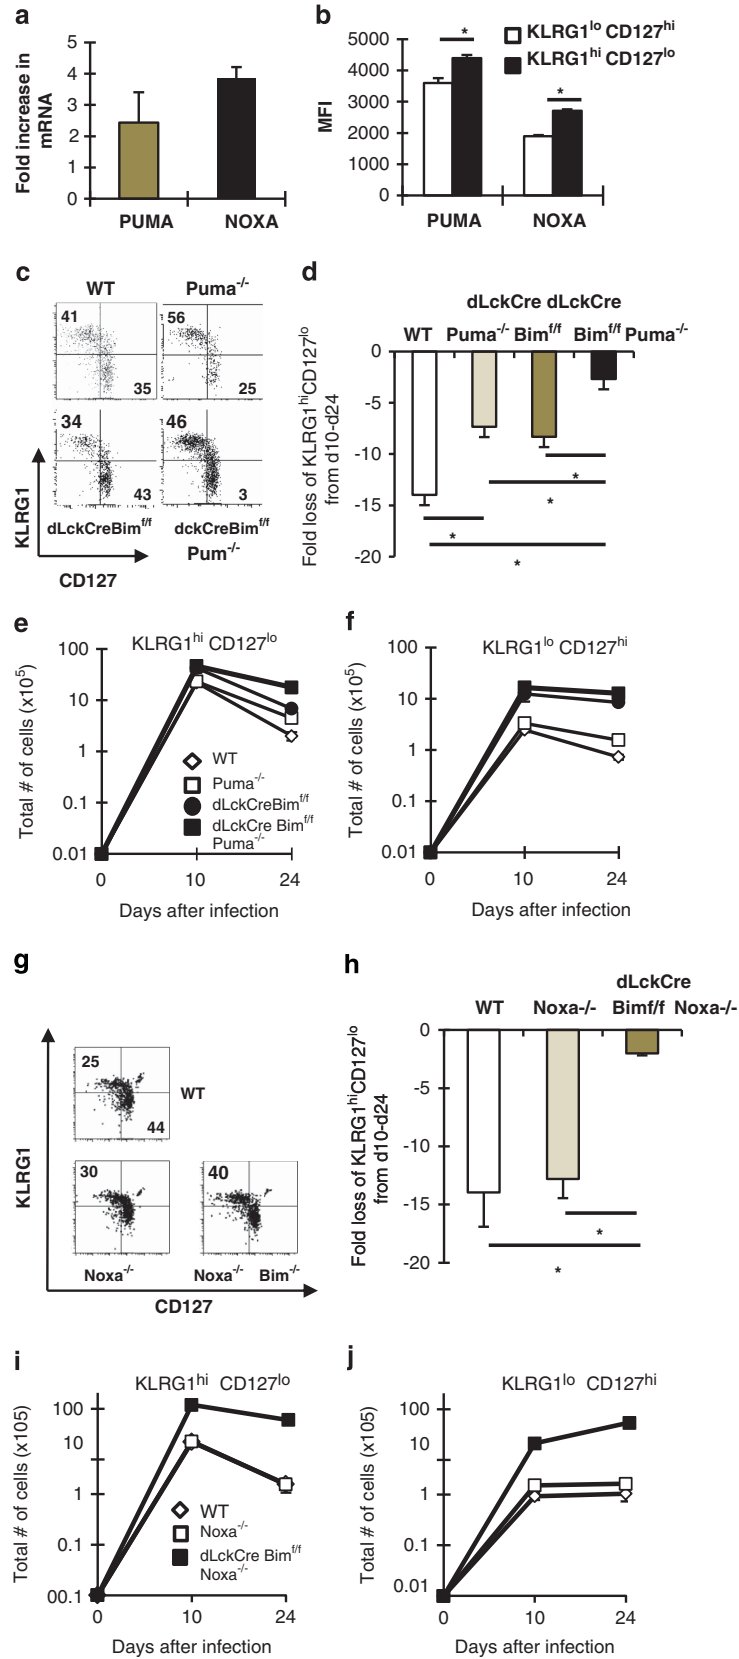 a
Fold increase in
mRNA
5
4
3
2
1
0
PUMA
NOXA
b
MFI
5000
4000
3000
2000
1000
0
*
*
KLRG1lo CD127hi
KLRG1hi CD127lo
PUMA
NOXA
c
WT
Puma-/-
41
35
56
25
34
43
46
3
dLckCreBimf/f
dckCreBimf/f
Pum-/-
KLRG1
CD127
d
dLckCre dLckCre
WT Puma-/- Bimf/f Bimf/f Puma-/-
Fold loss of KLRG1hiCD127lo
from d10-d24
0
-5
-10
-15
-20
*
*
*
*
e
KLRG1hi CD127lo
Total # of cells (x105)
100
10
1
0.1
0.01
WT
Puma-/-
dLckCreBimf/f
dLckCre Bimf/f
Puma-/-
0
10
24
Days after infection
f
KLRG1lo CD127hi
Total # of cells (x105)
100
10
1
0.1
0.01
0
10
24
Days after infection
g
25
44
WT
30
40
Noxa-/-
Noxa-/- Bim-/-
KLRG1
CD127
h
dLckCre
WT Noxa-/- Bimf/f Noxa-/-
Fold loss of KLRG1hiCD127lo
from d10-d24
0
-5
-10
-15
-20
*
*
i
KLRG1hi CD127lo
Total # of cells (x105)
100
10
1
0.1
00.1
WT
Noxa-/-
dLckCre Bimf/f
Noxa-/-
0
10
24
Days after infection
j
KLRG1lo CD127hi
Total # of cells (x105)
100
10
1
0.1
0.01
0
10
24
Days after infection